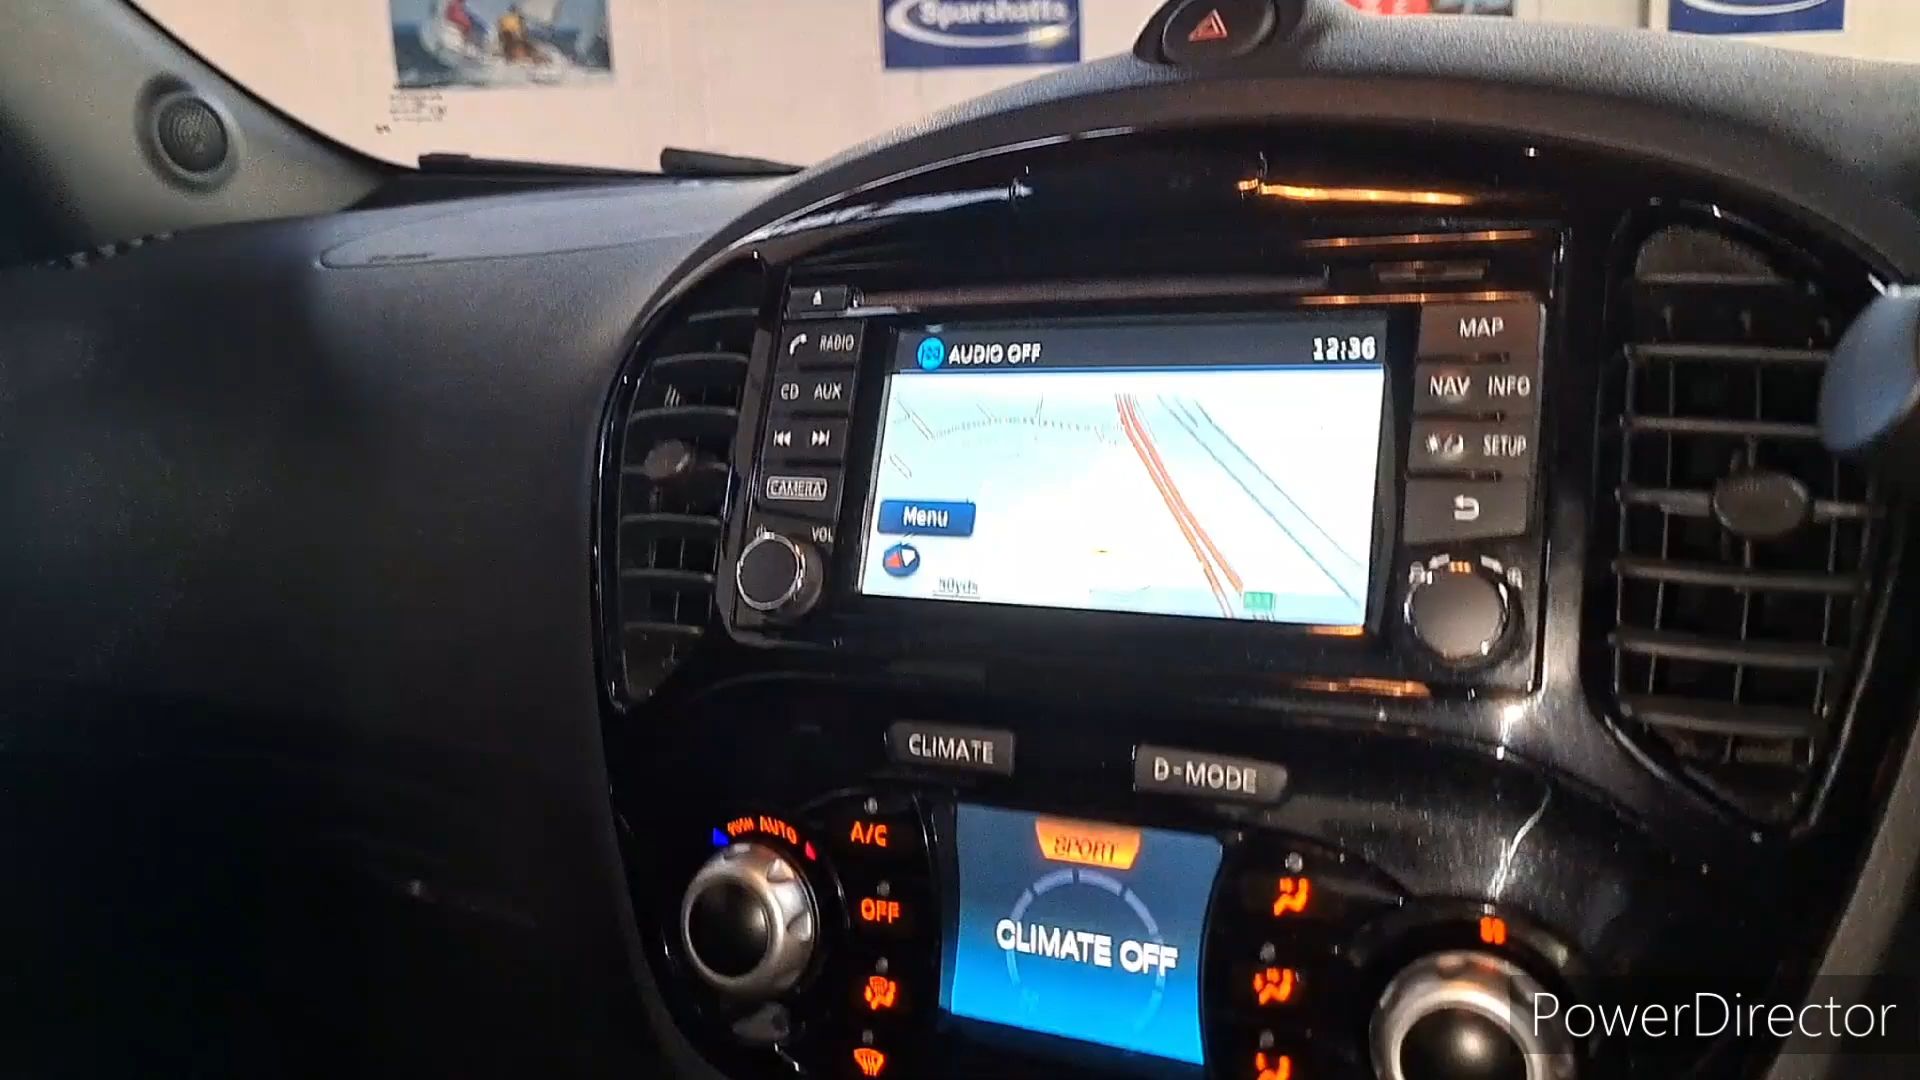 Sparshatts
RADIO
CD AUX
CAMERA
VOL
AUDIO OFF
12:36
Menu
50yds
MAP
NAV INFO
SETUP
CLIMATE
D-MODE
AUTO
A/C
OFF
SPORT
CLIMATE OFF
PowerDirector